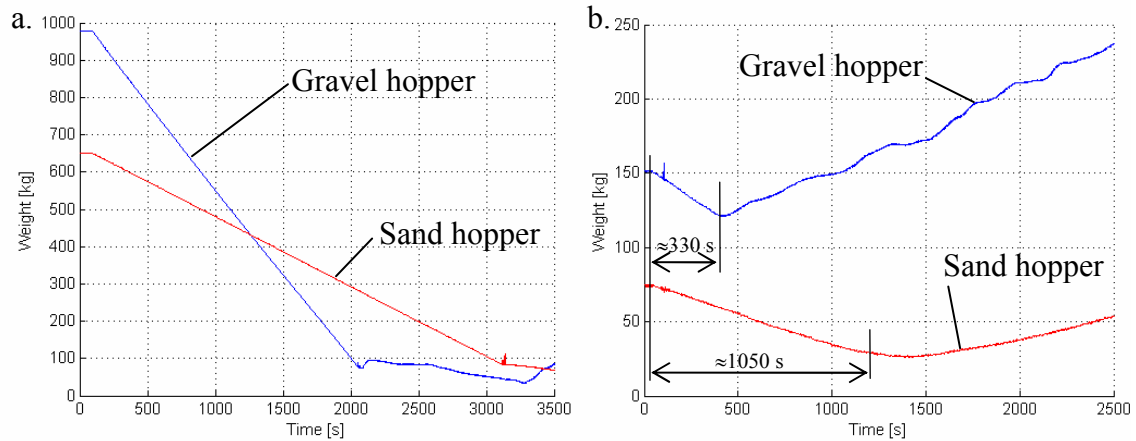 a.
1000
900
800
700
600
500
400
300
200
100
0
Weight [kg]
Gravel hopper
Sand hopper
0 500 1000 1500 2000 2500 3000 3500
Time [s]
b.
250
200
150
100
50
0
Weight [kg]
Gravel hopper
≈330 s
Sand hopper
≈1050 s
0 500 1000 1500 2000 2500
Time [s]